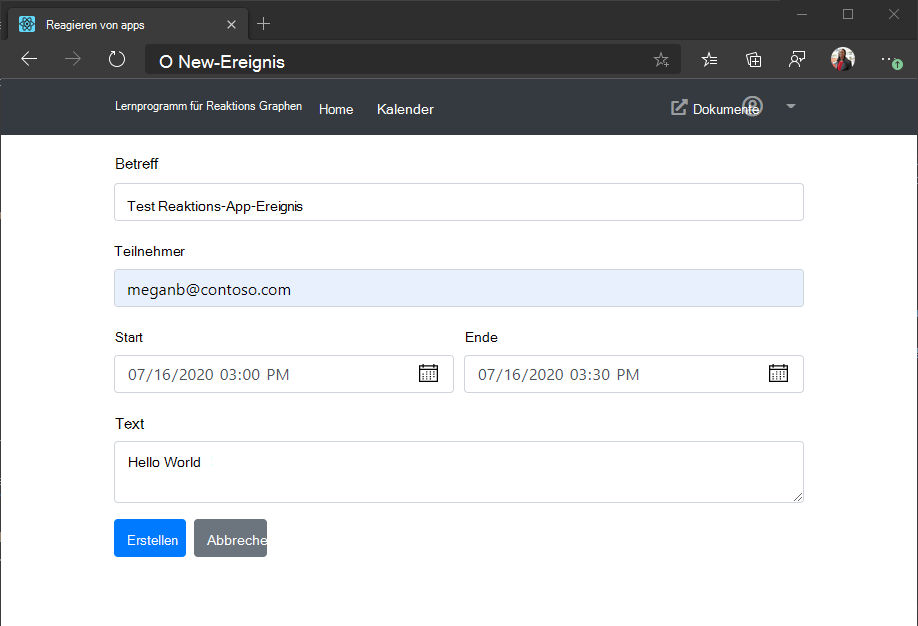 Reagieren von apps
O New-Ereignis
Lernprogramm für Reaktions Graphen Home Kalender Dokumente
Betreff
Test Reaktions-App-Ereignis
Teilnehmer
meganb@contoso.com
Start Ende
07/16/2020 03:00 PM 07/16/2020 03:30 PM
Text
Hello World
Erstellen Abbreche